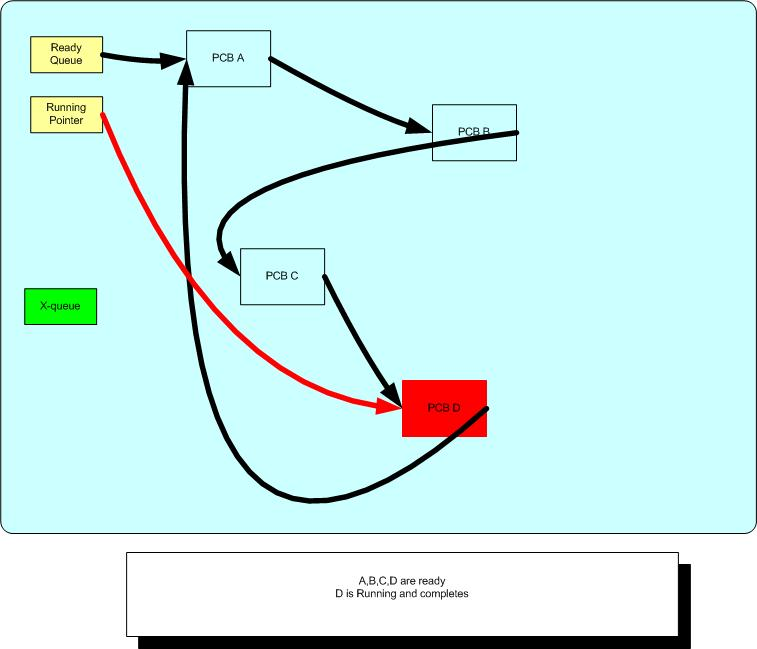 Ready
Queue
PCB A
Running
Pointer
PCB B
PCB C
X-queue
PCB D
A,B,C,D are ready
D is Running and completes